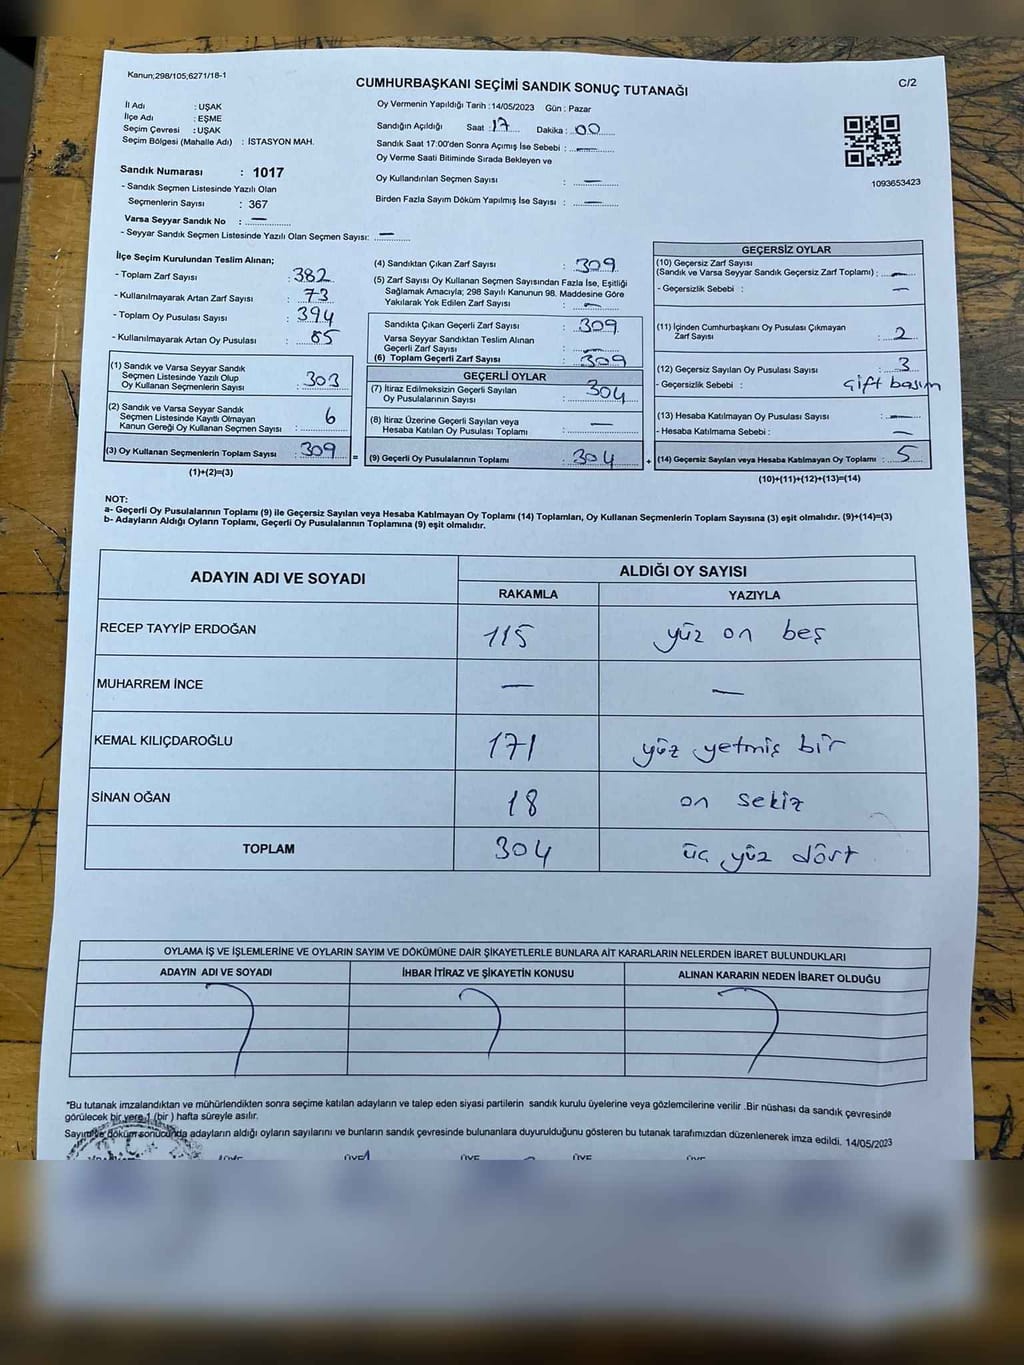 Kanun;298/105;6271/18-1
CUMHURBAŞKANI SEÇİMİ SANDIK SONUÇ TUTANAĞI
C/2
İl Adı : UŞAK
İlçe Adı : EŞME
Seçim Çevresi : UŞAK
Seçim Bölgesi (Mahalle Adı) : İSTASYON MAH.
Sandık Numarası : 1017
- Sandık Seçmen Listesinde Yazılı Olan
Seçmenlerin Sayısı : 367
Varsa Seyyar Sandık No : —
- Seyyar Sandık Seçmen Listesinde Yazılı Olan Seçmen Sayısı: —
Oy Vermenin Yapıldığı Tarih :14/05/2023 Gün : Pazar
Sandığın Açıldığı Saat : 17 Dakika : 00
Sandık Saat 17:00'den Sonra Açımış İse Sebebi : —
Oy Verme Saati Bitiminde Sırada Bekleyen ve
Oy Kullandırılan Seçmen Sayısı : —
Birden Fazla Sayım Döküm Yapılmış İse Sayısı : —
1093653423
İlçe Seçim Kurulundan Teslim Alınan;
- Toplam Zarf Sayısı : 382
- Kullanılmayarak Artan Zarf Sayısı : 73
- Toplam Oy Pusulası Sayısı : 394
- Kullanılmayarak Artan Oy Pusulası : 85
(1) Sandık ve Varsa Seyyar Sandık
Seçmen Listesinde Yazılı Olup
Oy Kullanan Seçmenlerin Sayısı : 303
(2) Sandık ve Varsa Seyyar Sandık
Seçmen Listesinde Kayıtlı Olmayan
Kanun Gereği Oy Kullanan Seçmen Sayısı : 6
(3) Oy Kullanan Seçmenlerin Toplam Sayısı : 309
(1)+(2)=(3)
(4) Sandıktan Çıkan Zarf Sayısı : 309
(5) Zarf Sayısı Oy Kullanan Seçmen Sayısından Fazla İse, Eşitliği
Sağlamak Amacıyla; 298 Sayılı Kanunun 98. Maddesine Göre
Yakılarak Yok Edilen Zarf Sayısı : —
Sandıkta Çıkan Geçerli Zarf Sayısı : 309
Varsa Seyyar Sandıktan Teslim Alınan
Geçerli Zarf Sayısı : —
(6) Toplam Geçerli Zarf Sayısı : 309
GEÇERLİ OYLAR
(7) İtiraz Edilmeksizin Geçerli Sayılan
Oy Pusulalarının Sayısı : 304
(8) İtiraz Üzerine Geçerli Sayılan veya
Hesaba Katılan Oy Pusulası Toplamı : —
= (9) Geçerli Oy Pusulalarının Toplamı : 304
GEÇERSİZ OYLAR
(10) Geçersiz Zarf Sayısı
(Sandık ve Varsa Seyyar Sandık Geçersiz Zarf Toplamı) : —
- Geçersizlik Sebebi : —
(11) İçinden Cumhurbaşkanı Oy Pusulası Çıkmayan
Zarf Sayısı : 2
(12) Geçersiz Sayılan Oy Pusulası Sayısı : 3
- Geçersizlik Sebebi : çift basım
(13) Hesaba Katılmayan Oy Pusulası Sayısı : —
- Hesaba Katılmama Sebebi : —
+ (14) Geçersiz Sayılan veya Hesaba Katılmayan Oy Toplamı : 5
(10)+(11)+(12)+(13)=(14)
NOT:
a- Geçerli Oy Pusulalarının Toplamı (9) ile Geçersiz Sayılan veya Hesaba Katılmayan Oy Toplamı (14) Toplamları, Oy Kullanan Seçmenlerin Toplam Sayısına (3) eşit olmalıdır. (9)+(14)=(3)
b- Adayların Aldığı Oyların Toplamı, Geçerli Oy Pusulalarının Toplamına (9) eşit olmalıdır.
ADAYIN ADI VE SOYADI
ALDIĞI OY SAYISI
RAKAMLA YAZIYLA
RECEP TAYYİP ERDOĞAN 115 yüz on beş
MUHARREM İNCE — —
KEMAL KILIÇDAROĞLU 171 yüz yetmiş bir
SİNAN OĞAN 18 on sekiz
TOPLAM 304 üç yüz dört
OYLAMA İŞ VE İŞLEMLERİNE VE OYLARIN SAYIM VE DÖKÜMÜNE DAİR ŞİKAYETLERLE BUNLARA AİT KARARLARIN NELERDEN İBARET BULUNDUKLARI
ADAYIN ADI VE SOYADI İHBAR İTİRAZ VE ŞİKAYETİN KONUSU ALINAN KARARIN NEDEN İBARET OLDUĞU
*Bu tutanak imzalandıktan ve mühürlendikten sonra seçime katılan adayların ve talep eden siyasi partilerin sandık kurulu üyelerine veya gözlemcilerine verilir .Bir nüshası da sandık çevresinde
görülecek bir yere 1 (bir ) hafta süreyle asılır.
Sayım ve döküm sonucunda adayların aldığı oyların sayılarını ve bunların sandık çevresinde bulunanlara duyurulduğunu gösteren bu tutanak tarafımızdan düzenlenerek imza edildi. 14/05/2023
T.C.
ÜYE ÜYE ÜYE ÜYE